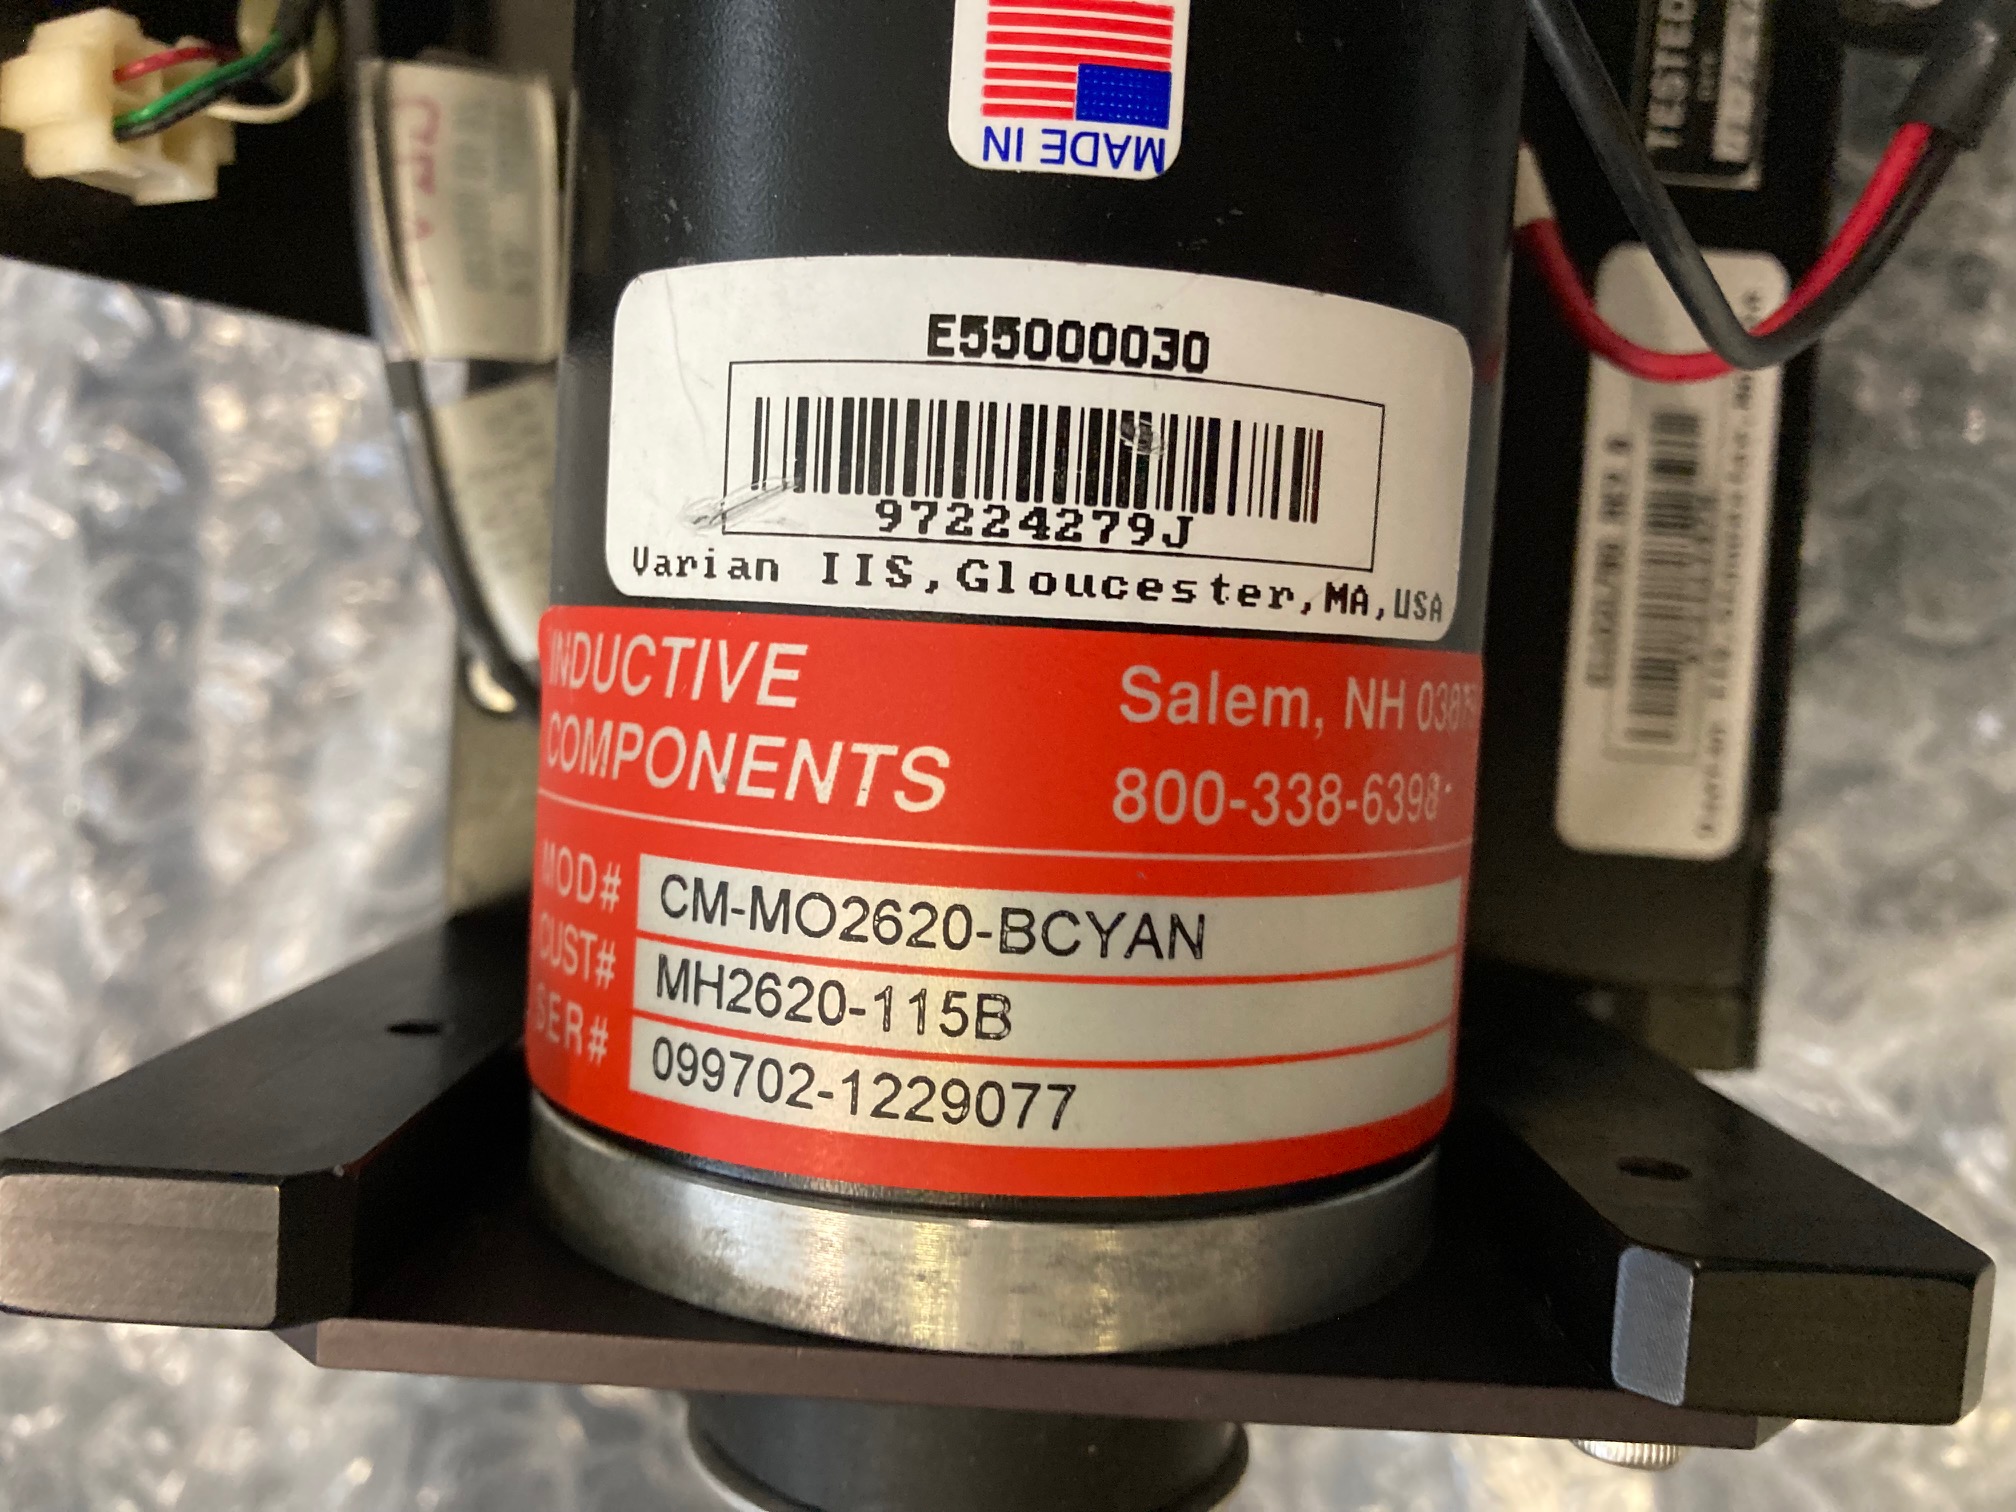 MADE IN
TESTED
E55000030
97224279J
Varian IIS, Gloucester, MA, USA
INDUCTIVE
COMPONENTS
Salem, NH
800-338-6398
MOD# CM-MO2620-BCYAN
CUST# MH2620-115B
SER# 099702-1229077